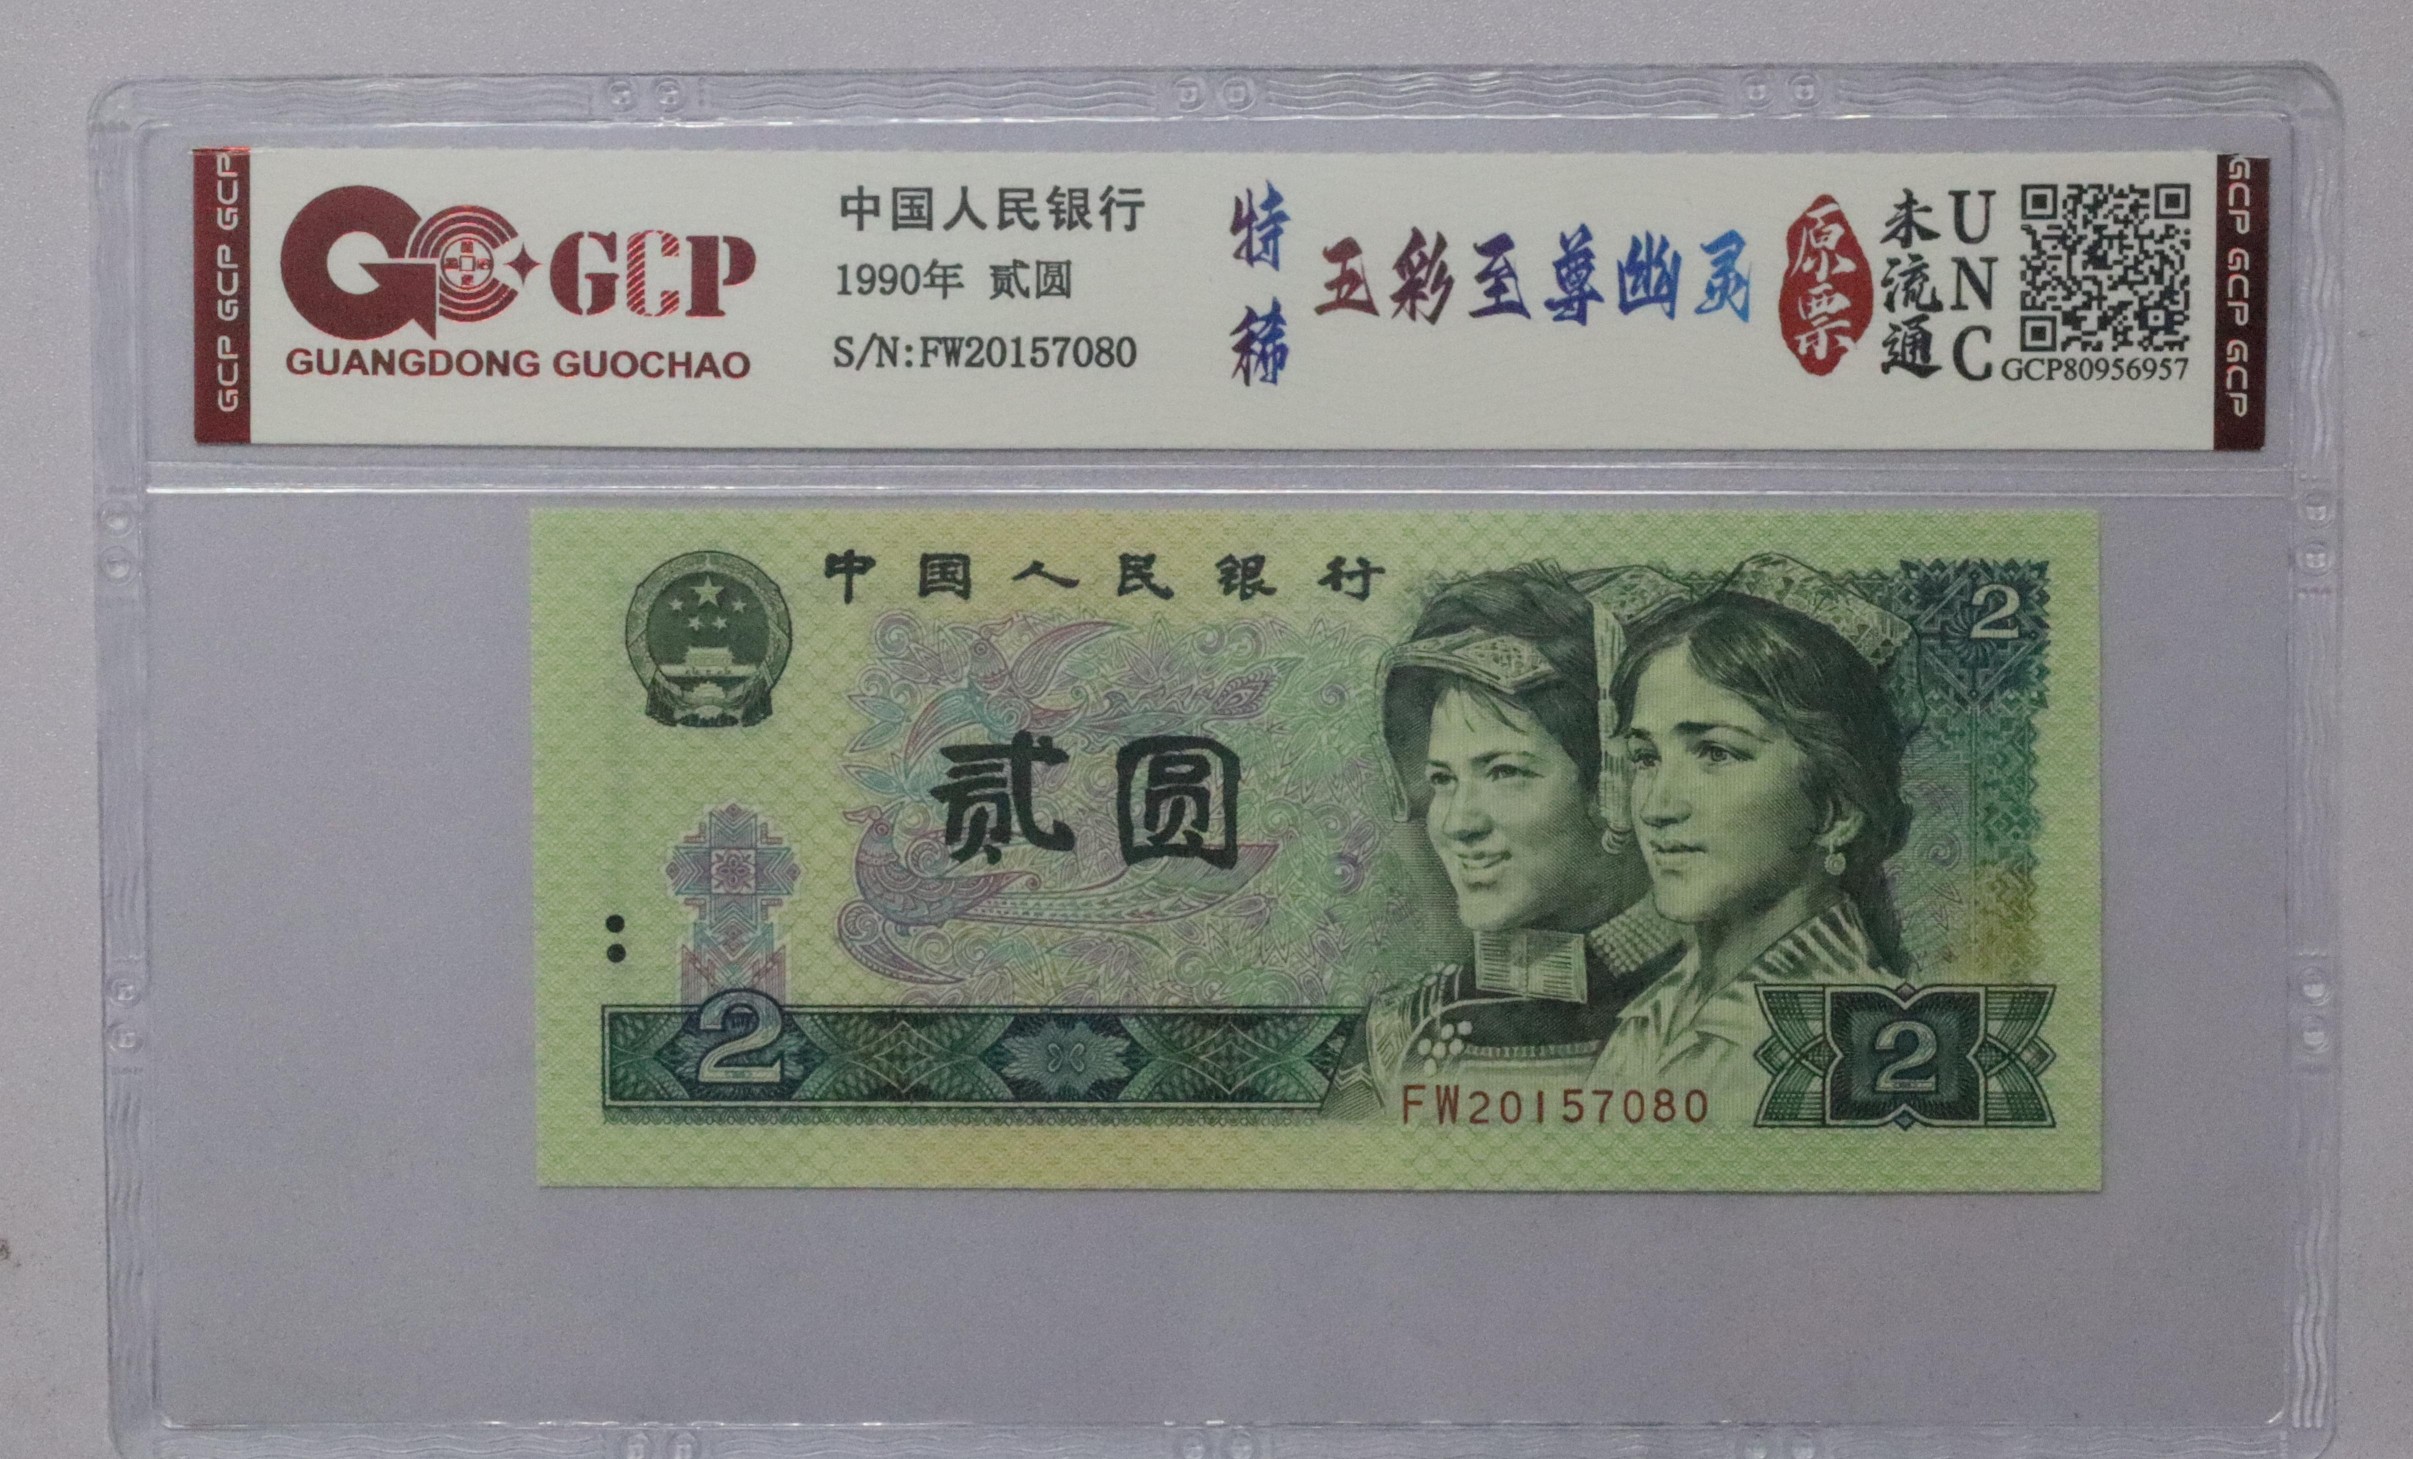 GCP GCP GCP
GCP
GUANGDONG GUOCHAO
中国人民银行
1990年 贰圆
S/N:FW20157080
特稀
五彩至尊幽灵
原票
未流通
UNC
GCP80956957
GCP GCP GCP
中国人民银行
2
贰圆
2
FW20157080
2